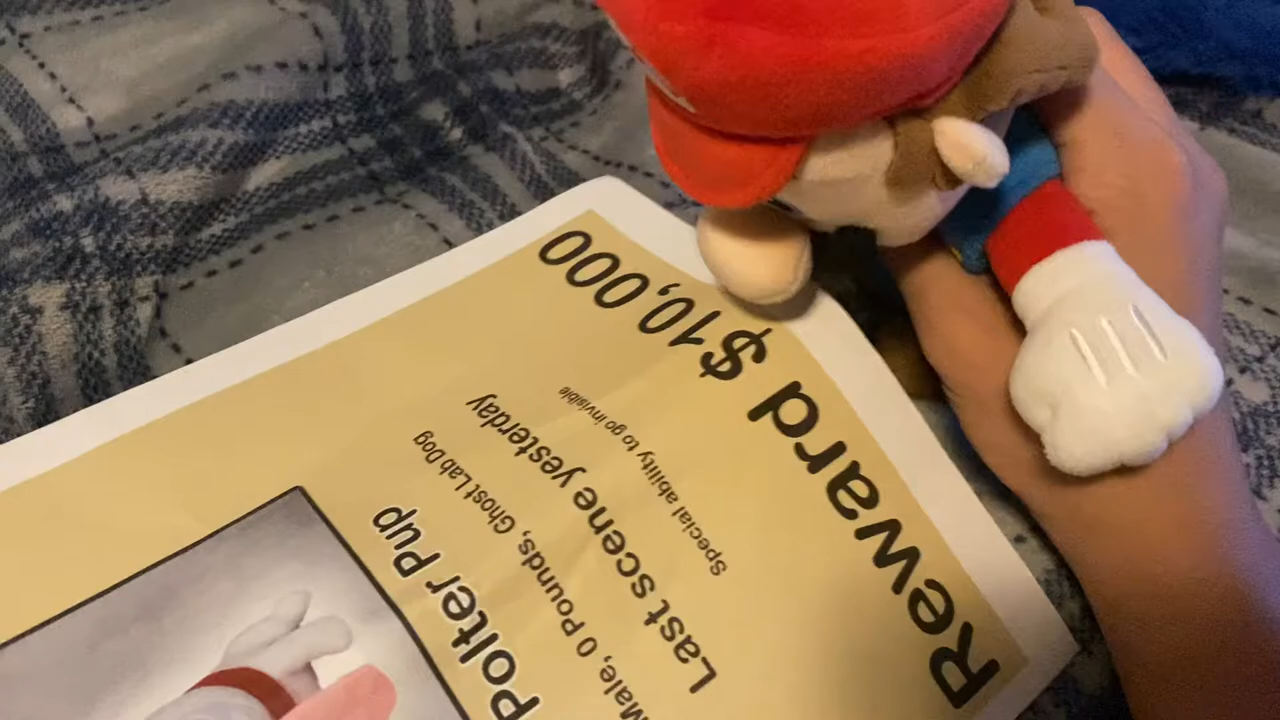 Polter Pup
Male, 0 Pounds, Ghost Lab Dog
Last scene yesterday
Special ability to go invisible
Reward $10,000